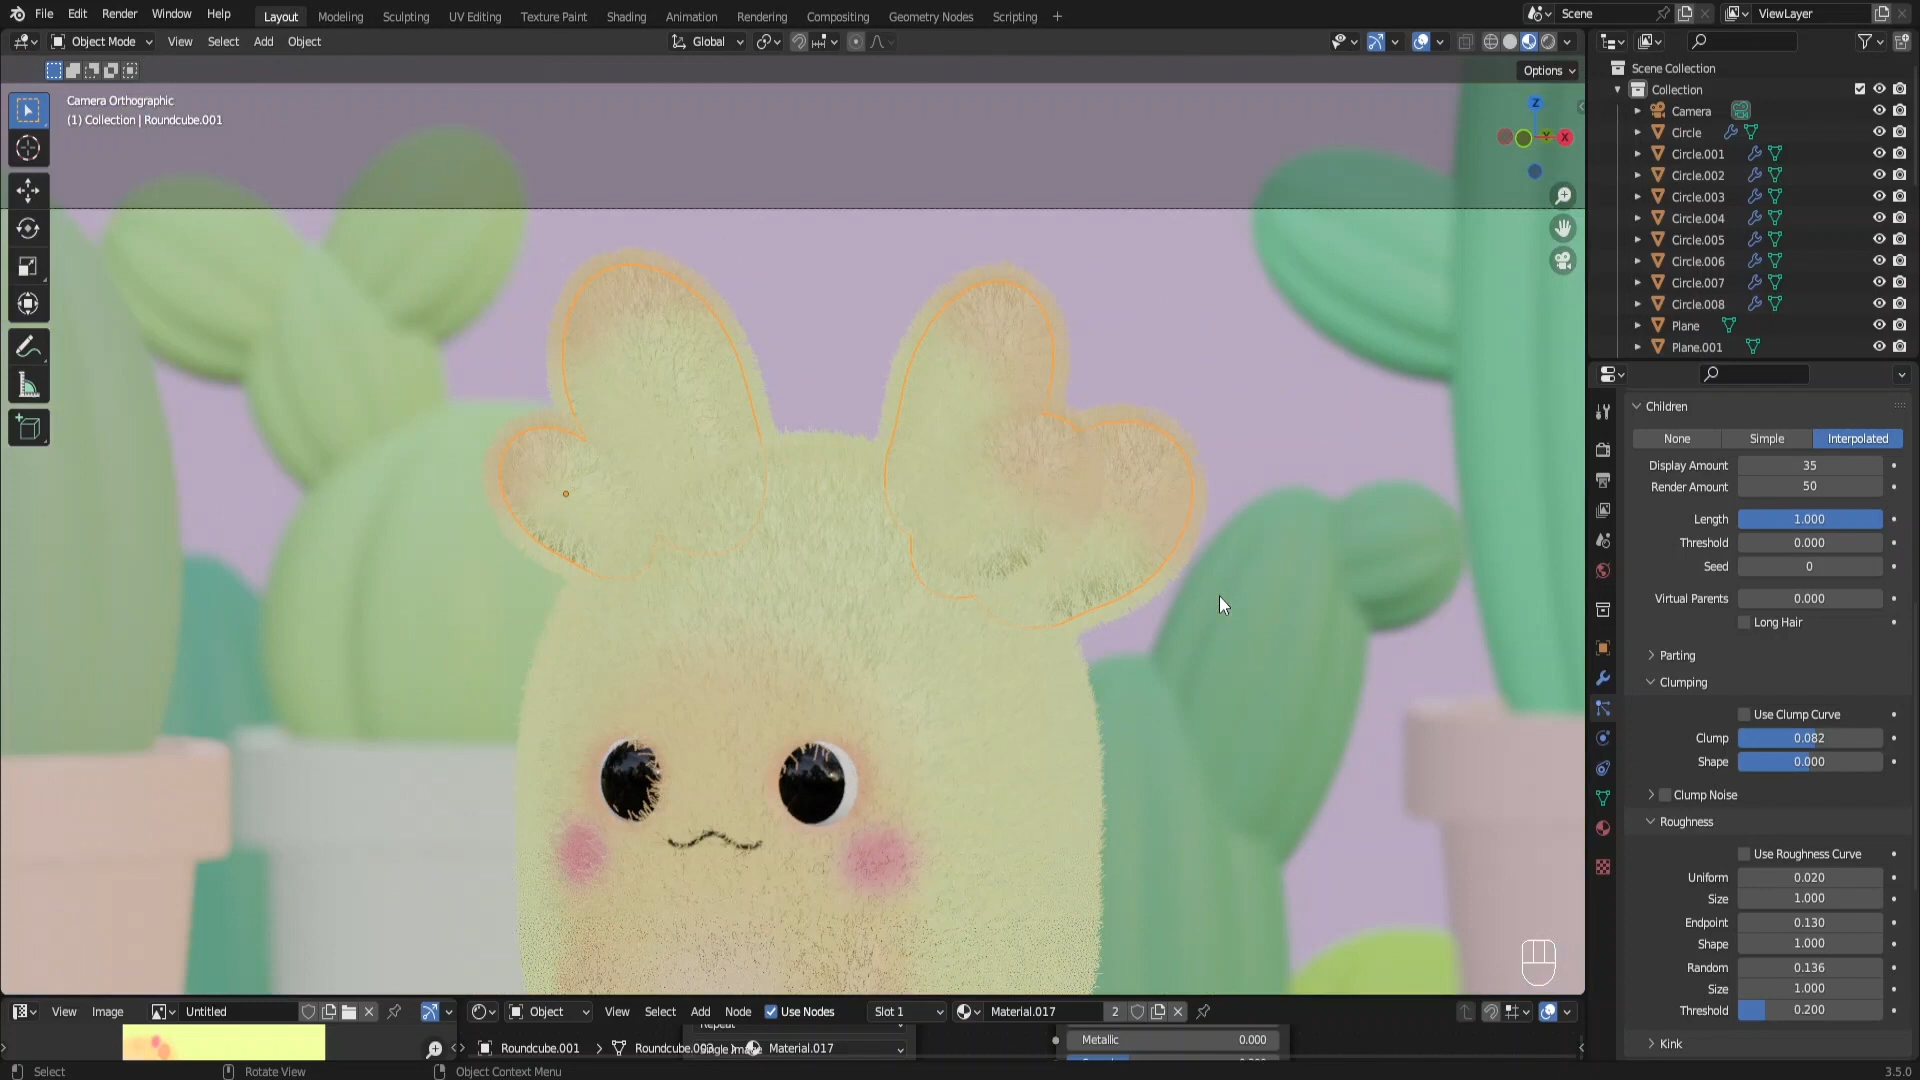 File Edit Render Window Help Layout Modeling Sculpting UV Editing Texture Paint Shading Animation Rendering Compositing Geometry Nodes Scripting + Scene ViewLayer
Object Mode View Select Add Object Global
Options
Camera Orthographic
(1) Collection | Roundcube.001
Z
Y
X
Scene Collection
Collection
Camera
Circle
Circle.001
Circle.002
Circle.003
Circle.004
Circle.005
Circle.006
Circle.007
Circle.008
Plane
Plane.001
Children
None Simple Interpolated
Display Amount 35
Render Amount 50
Length 1.000
Threshold 0.000
Seed 0
Virtual Parents 0.000
Long Hair
Parting
Clumping
Use Clump Curve
Clump 0.082
Shape 0.000
Clump Noise
Roughness
Use Roughness Curve
Uniform 0.020
Size 1.000
Endpoint 0.130
Shape 1.000
Random 0.136
Size 1.000
Threshold 0.200
Kink
View Image Untitled Object View Select Add Node Use Nodes Slot 1 Material.017 2
Repeat
Metallic 0.000
Roundcube.001 Roundcube.003 Material.017
Single Image
Select Rotate View Object Context Menu 3.5.0